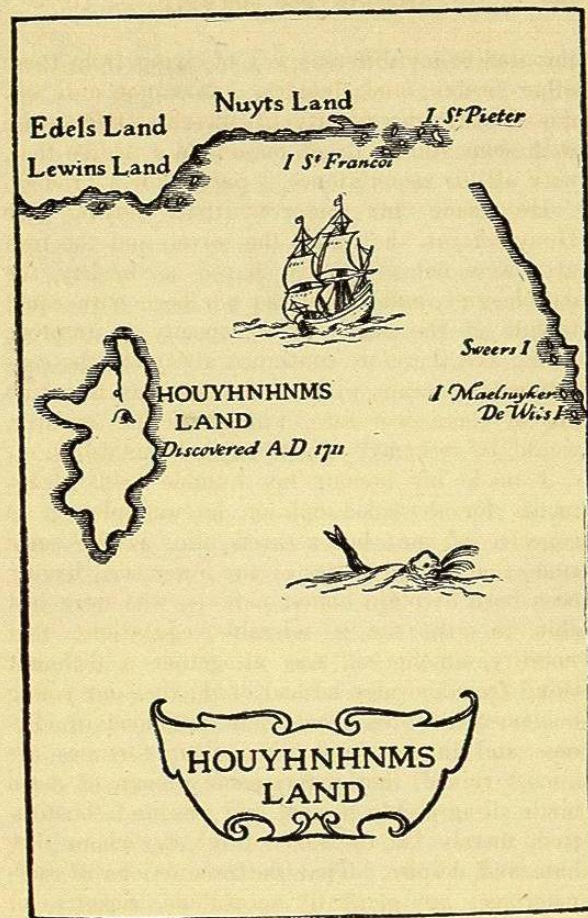 Nuyts Land
I. St. Pieter
Edels Land
Lewins Land
I St Francoi
Sweers I
I Maelsuyker
De Wits I
HOUYHNHNMS
LAND
Discovered A.D 1711
HOUYHNHNMS
LAND